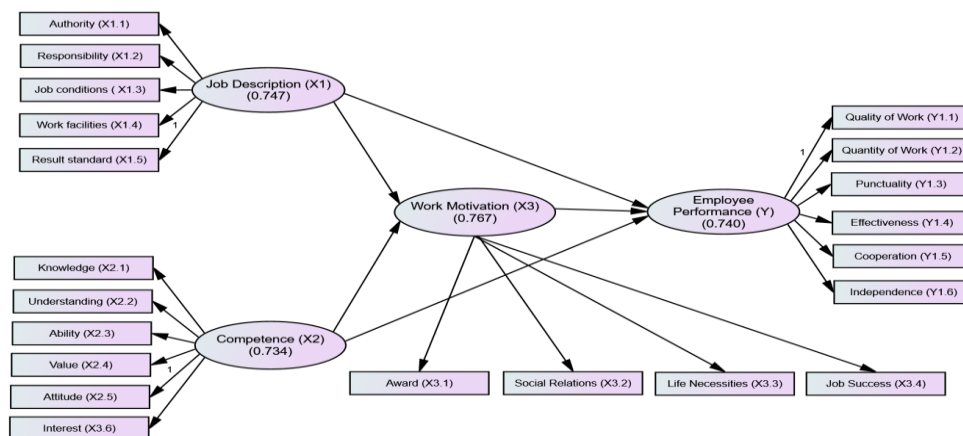 Authority (X1.1)
Responsibility (X1.2)
Job conditions ( X1.3)
Work facilities (X1.4)
1
Result standard (X1.5)
Job Description (X1)
(0.747)
Knowledge (X2.1)
Understanding (X2.2)
Ability (X2.3)
Value (X2.4)
1
Attitude (X2.5)
Interest (X3.6)
Competence (X2)
(0.734)
Work Motivation (X3)
(0.767)
Award (X3.1)
Social Relations (X3.2)
Life Necessities (X3.3)
Job Success (X3.4)
Employee
Performance (Y)
(0.740)
1
Quality of Work (Y1.1)
Quantity of Work (Y1.2)
Punctuality (Y1.3)
Effectiveness (Y1.4)
Cooperation (Y1.5)
Independence (Y1.6)